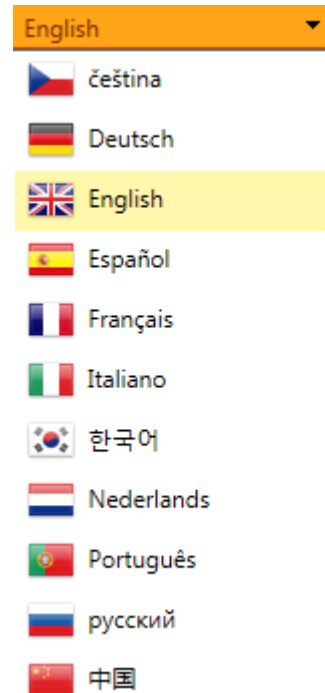 English
čeština
Deutsch
English
Español
Français
Italiano
한국어
Nederlands
Português
русский
中国